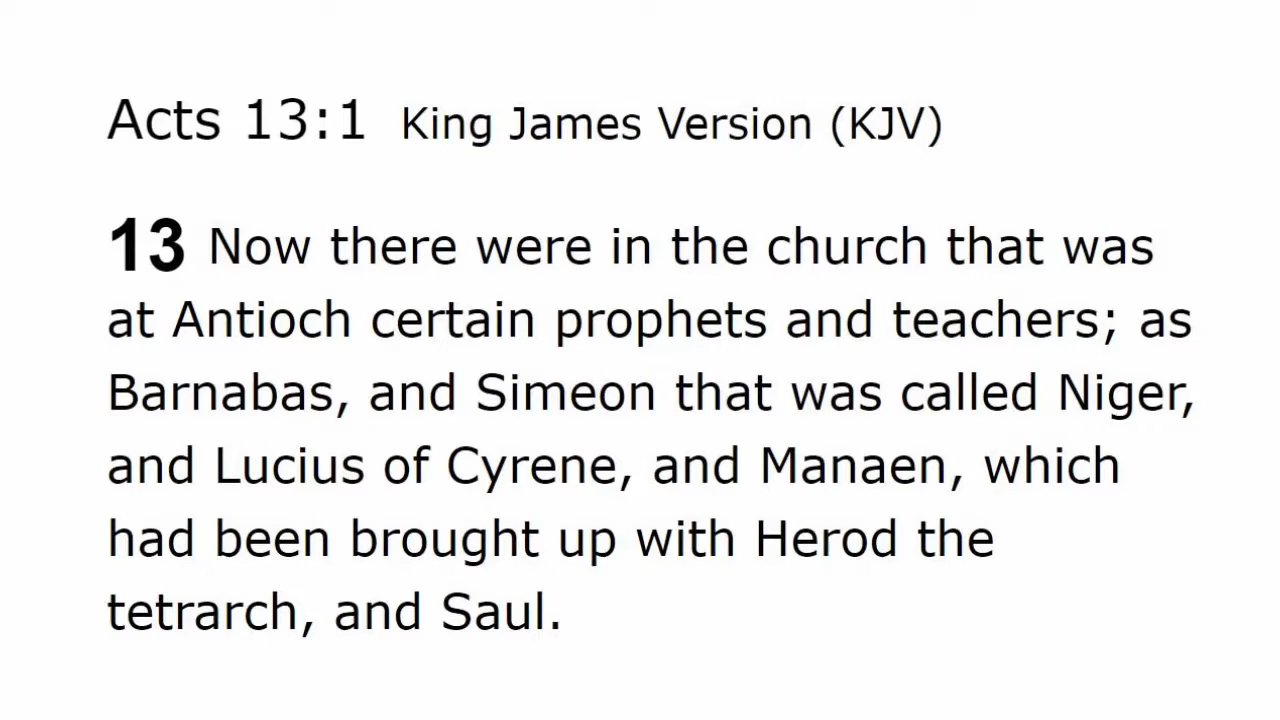 Acts 13:1 King James Version (KJV)
13 Now there were in the church that was
at Antioch certain prophets and teachers; as
Barnabas, and Simeon that was called Niger,
and Lucius of Cyrene, and Manaen, which
had been brought up with Herod the
tetrarch, and Saul.